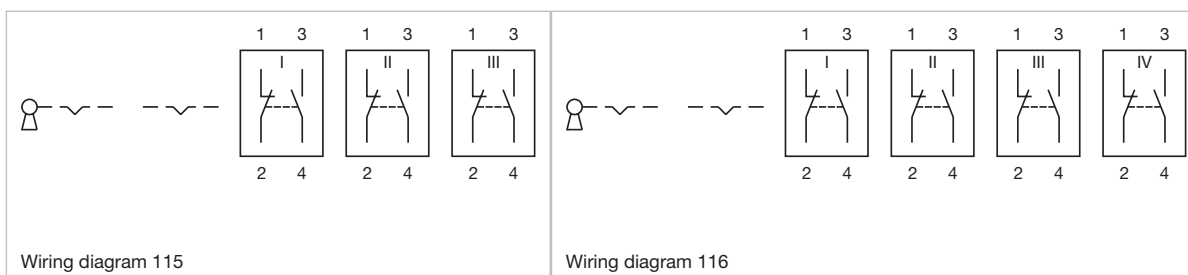 1 3 1 3 1 3
I II III
2 4 2 4 2 4
Wiring diagram 115
1 3 1 3 1 3 1 3
I II III IV
2 4 2 4 2 4 2 4
Wiring diagram 116